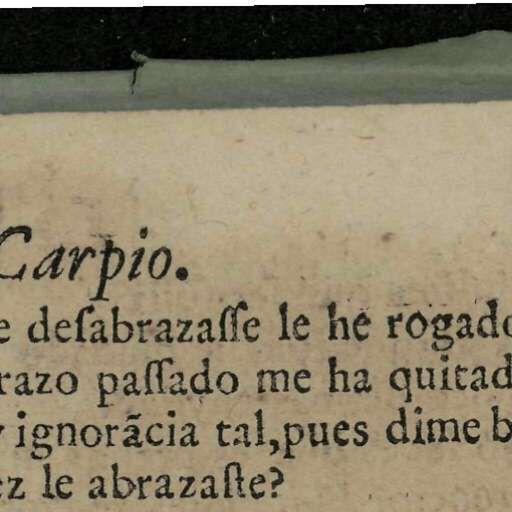 Carpio.
e desabrazasse le he rogado
razo passado me ha quitad
y ignorãcia tal,pues dime b
ez le abrazaste?